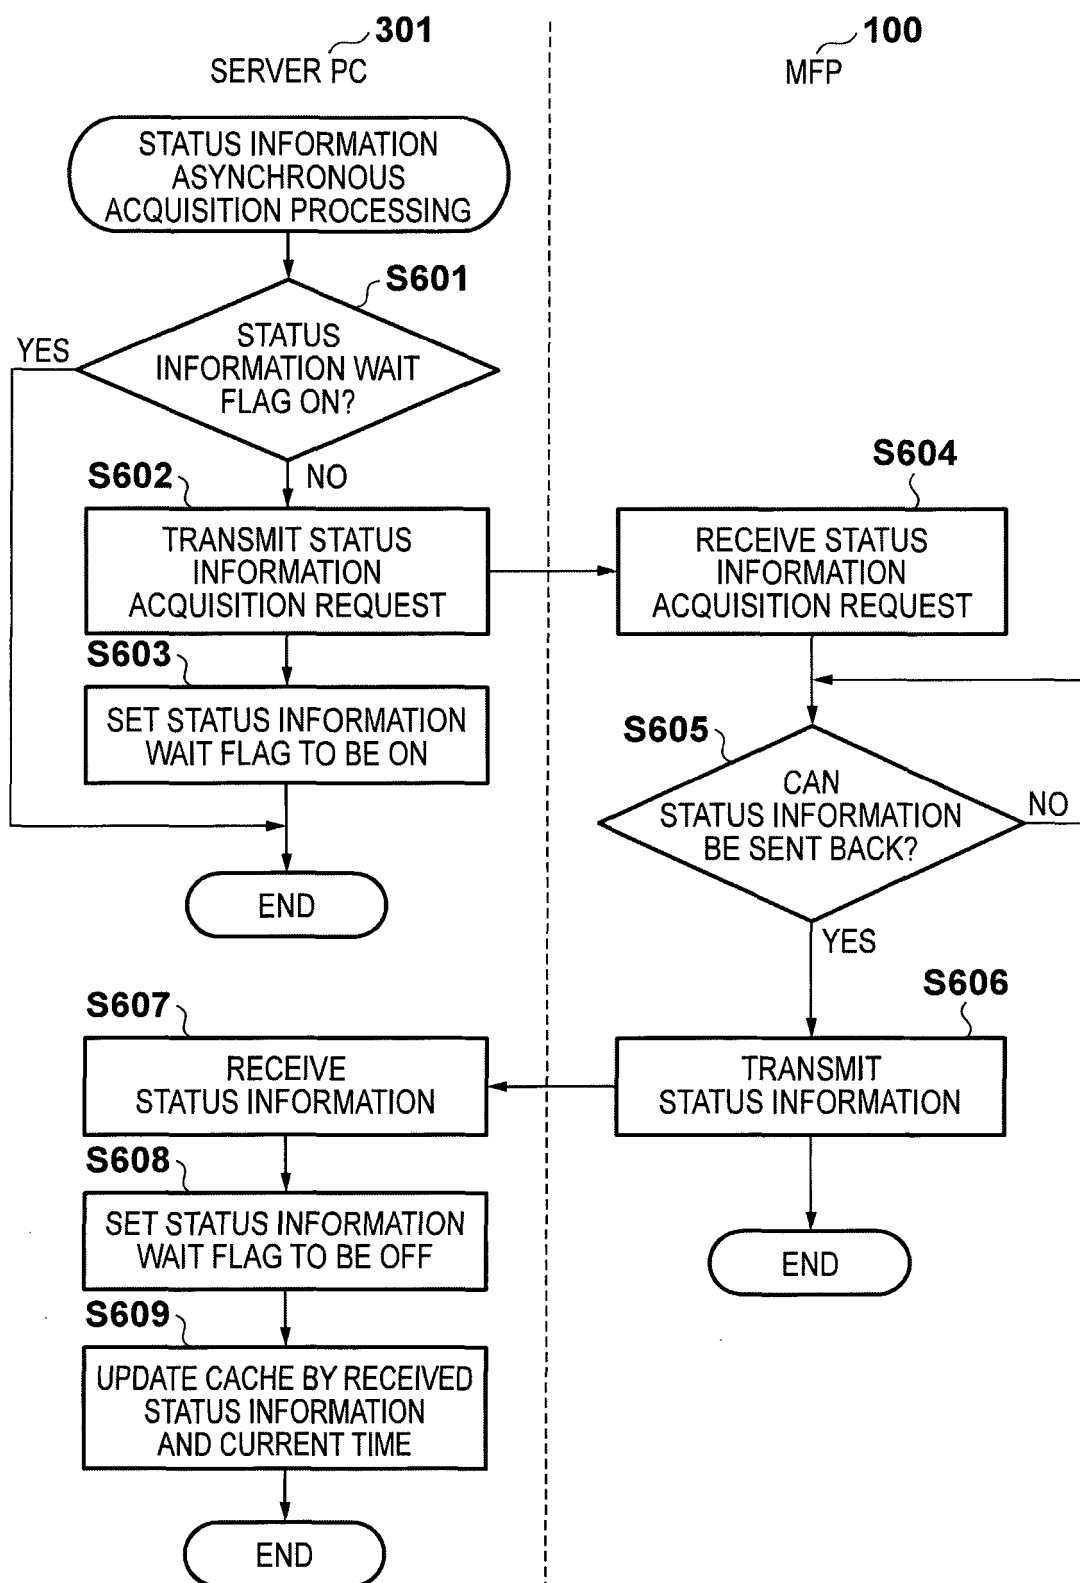 301
SERVER PC
100
MFP
STATUS INFORMATION
ASYNCHRONOUS
ACQUISITION PROCESSING
S601
STATUS
INFORMATION WAIT
FLAG ON?
YES
NO
S602
TRANSMIT STATUS
INFORMATION
ACQUISITION REQUEST
S603
SET STATUS INFORMATION
WAIT FLAG TO BE ON
END
S604
RECEIVE STATUS
INFORMATION
ACQUISITION REQUEST
S605
CAN
STATUS INFORMATION
BE SENT BACK?
NO
YES
S606
TRANSMIT
STATUS INFORMATION
END
S607
RECEIVE
STATUS INFORMATION
S608
SET STATUS INFORMATION
WAIT FLAG TO BE OFF
S609
UPDATE CACHE BY RECEIVED
STATUS INFORMATION
AND CURRENT TIME
END